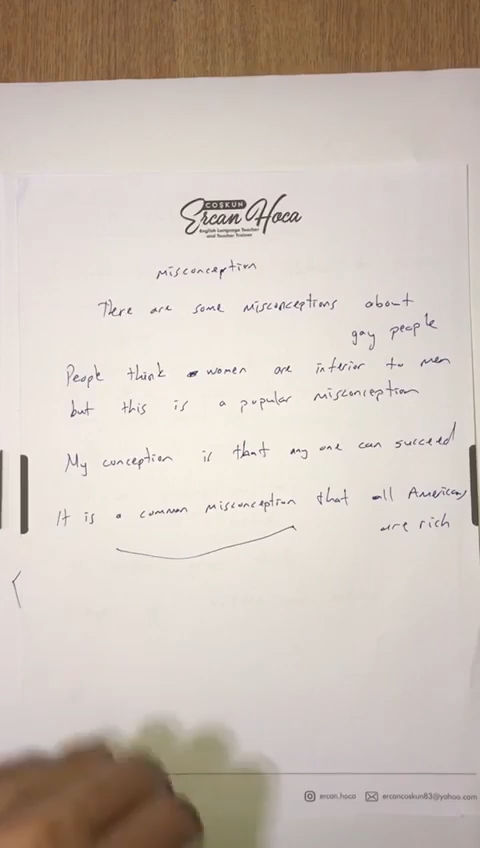 COŞKUN
Ercan Hoca
English Language Teacher
and Teacher Trainer
misconception
There are some misconceptions about
gay people
People think women are inferior to men
but this is a popular misconception
My conception is that any one can succeed
It is a common misconception that all Americans
are rich
ercan.hoca ercancoskun83@yahoo.com